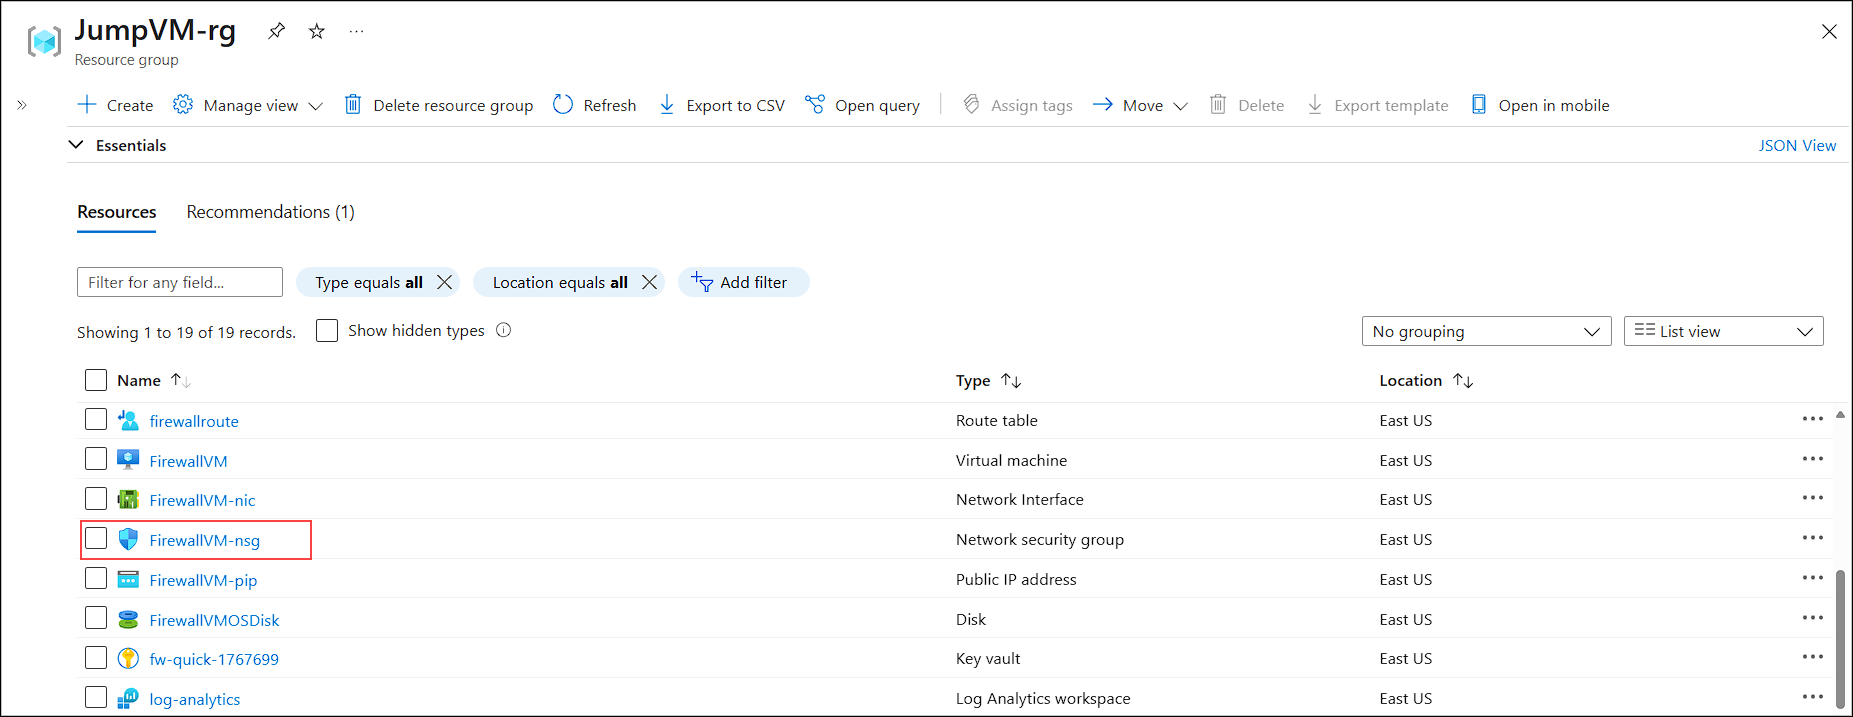 JumpVM-rg
Resource group
Create Manage view Delete resource group Refresh Export to CSV Open query Assign tags Move Delete Export template Open in mobile
Essentials JSON View
Resources Recommendations (1)
Filter for any field... Type equals all Location equals all Add filter
Showing 1 to 19 of 19 records. Show hidden types No grouping List view
Name Type Location
firewallroute Route table East US
FirewallVM Virtual machine East US
FirewallVM-nic Network Interface East US
FirewallVM-nsg Network security group East US
FirewallVM-pip Public IP address East US
FirewallVMOSDisk Disk East US
fw-quick-1767699 Key vault East US
log-analytics Log Analytics workspace East US